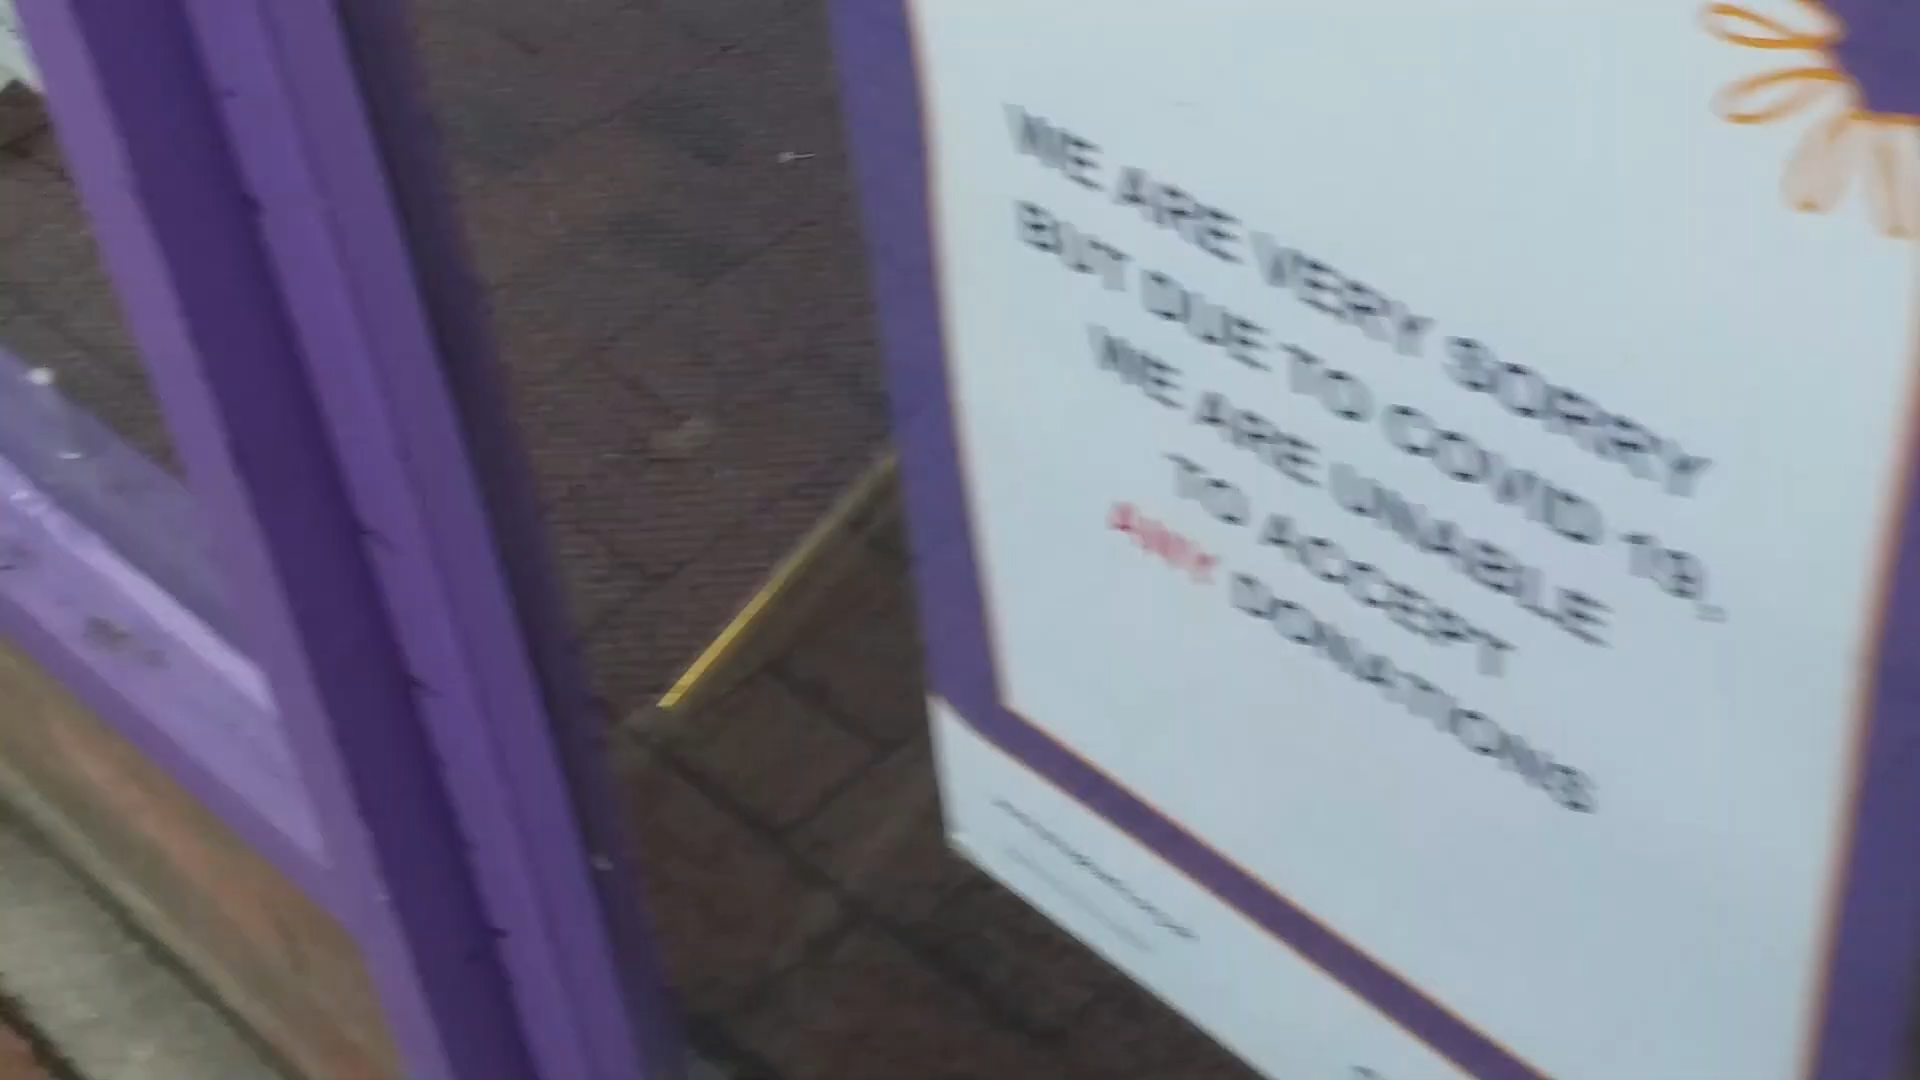 WE ARE VERY SORRY
BUT DUE TO COVID 19,
WE ARE UNABLE
TO ACCEPT
ANY DONATIONS